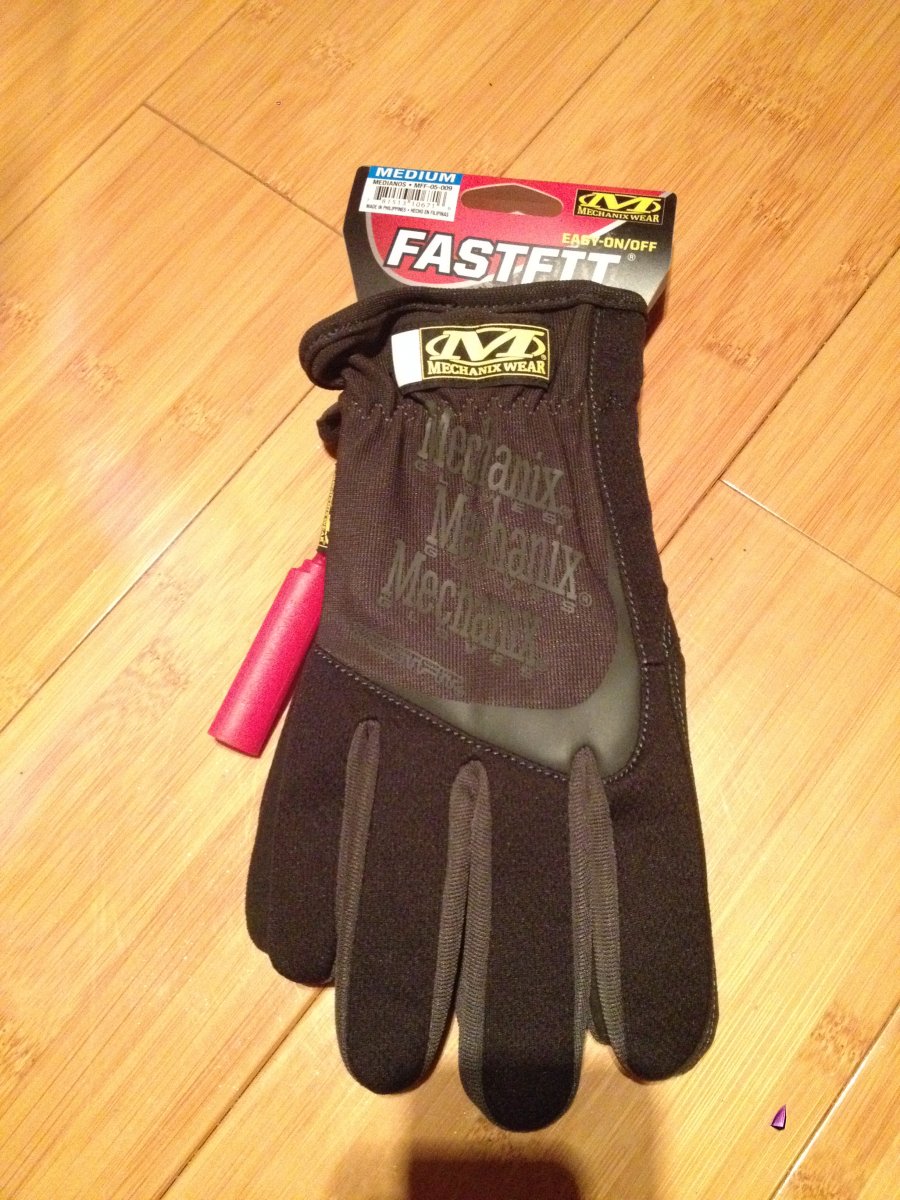 MEDIUM
MEDIANOS • MFF-05-009
MADE IN PHILIPPINES • HECHO EN FILIPINAS
M
MECHANIX WEAR
EASY-ON/OFF
FASTFIT®
M®
MECHANIX WEAR
Mechanix
Mechanix®
Mechanix